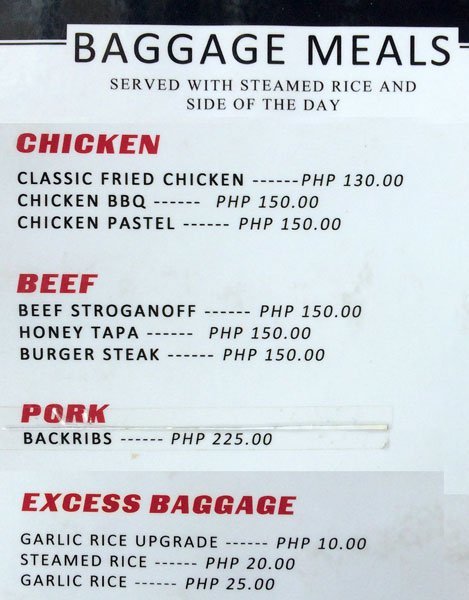 BAGGAGE MEALS
SERVED WITH STEAMED RICE AND
SIDE OF THE DAY
CHICKEN
CLASSIC FRIED CHICKEN ------PHP 130.00
CHICKEN BBQ ------ PHP 150.00
CHICKEN PASTEL ------ PHP 150.00
BEEF
BEEF STROGANOFF ------ PHP 150.00
HONEY TAPA ------ PHP 150.00
BURGER STEAK ------ PHP 150.00
PORK
BACKRIBS ------ PHP 225.00
EXCESS BAGGAGE
GARLIC RICE UPGRADE ------ PHP 10.00
STEAMED RICE ------ PHP 20.00
GARLIC RICE ------ PHP 25.00